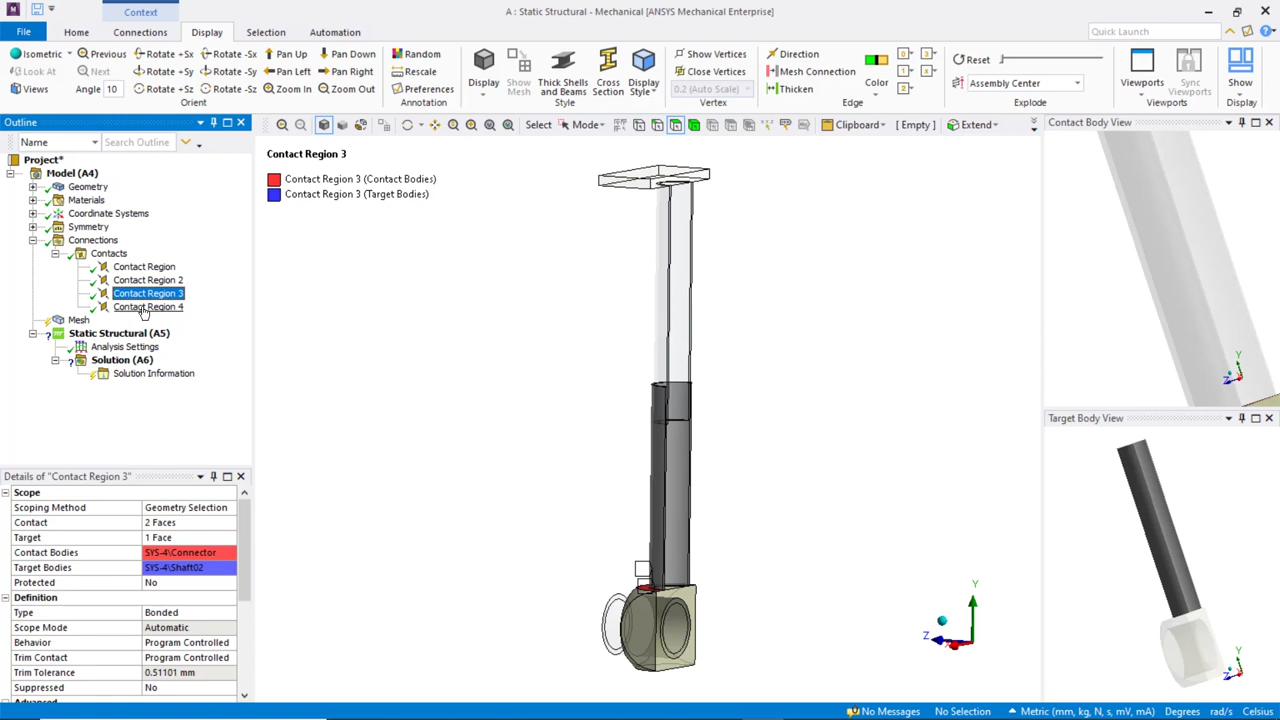 Context
A : Static Structural - Mechanical [ANSYS Mechanical Enterprise]
File Home Connections Display Selection Automation Quick Launch
Isometric Previous Rotate +Sx Rotate -Sx Pan Up Pan Down
Look At Next Rotate +Sy Rotate -Sy Pan Left Pan Right
Views Angle 10 Rotate +Sz Rotate -Sz Zoom In Zoom Out
Orient
Random
Rescale
Preferences
Annotation
Display
Show Mesh
Thick Shells and Beams
Cross Section
Display Style
Style
Show Vertices
Close Vertices
0.2 (Auto Scale)
Vertex
Direction
Mesh Connection
Thicken
Color
Edge
Reset
Assembly Center
Explode
Viewports
Sync Viewports
Viewports
Show
Display
Outline
Name Search Outline
Select Mode Clipboard [ Empty ] Extend
Project*
Model (A4)
Geometry
Materials
Coordinate Systems
Symmetry
Connections
Contacts
Contact Region
Contact Region 2
Contact Region 3
Contact Region 4
Mesh
Static Structural (A5)
Analysis Settings
Solution (A6)
Solution Information
Contact Region 3
Contact Region 3 (Contact Bodies)
Contact Region 3 (Target Bodies)
Y
Z
Contact Body View
Y
Z
Target Body View
Y
Z
Details of "Contact Region 3"
Scope
Scoping Method Geometry Selection
Contact 2 Faces
Target 1 Face
Contact Bodies SYS-4\Connector
Target Bodies SYS-4\Shaft02
Protected No
Definition
Type Bonded
Scope Mode Automatic
Behavior Program Controlled
Trim Contact Program Controlled
Trim Tolerance 0.51101 mm
Suppressed No
Advanced
No Messages No Selection Metric (mm, kg, N, s, mV, mA) Degrees rad/s Celsius